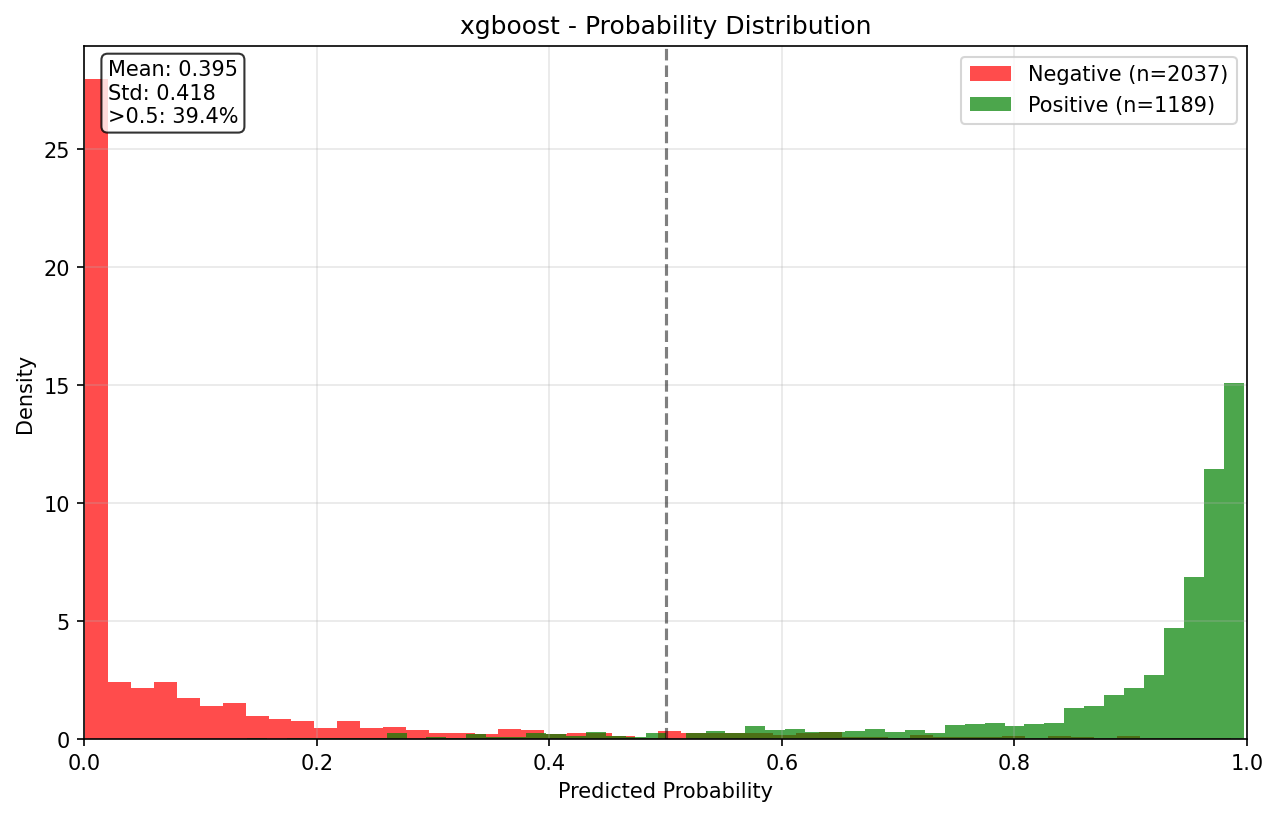 xgboost - Probability Distribution
Mean: 0.395
Std: 0.418
>0.5: 39.4%
Negative (n=2037)
Positive (n=1189)
Density
25
20
15
10
5
0
0.0 0.2 0.4 0.6 0.8 1.0
Predicted Probability